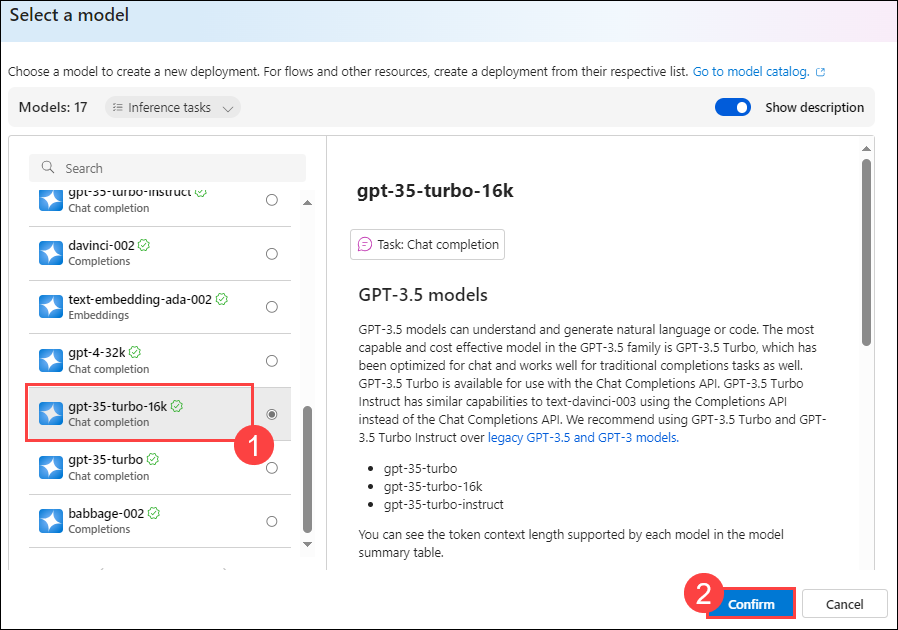 Select a model
Choose a model to create a new deployment. For flows and other resources, create a deployment from their respective list. Go to model catalog.
Models: 17
Inference tasks
Show description
Search
gpt-35-turbo-instruct
Chat completion
davinci-002
Completions
text-embedding-ada-002
Embeddings
gpt-4-32k
Chat completion
gpt-35-turbo-16k
Chat completion
1
gpt-35-turbo
Chat completion
babbage-002
Completions
gpt-35-turbo-16k
Task: Chat completion
GPT-3.5 models
GPT-3.5 models can understand and generate natural language or code. The most
capable and cost effective model in the GPT-3.5 family is GPT-3.5 Turbo, which has
been optimized for chat and works well for traditional completions tasks as well.
GPT-3.5 Turbo is available for use with the Chat Completions API. GPT-3.5 Turbo
Instruct has similar capabilities to text-davinci-003 using the Completions API
instead of the Chat Completions API. We recommend using GPT-3.5 Turbo and GPT-
3.5 Turbo Instruct over legacy GPT-3.5 and GPT-3 models.
• gpt-35-turbo
• gpt-35-turbo-16k
• gpt-35-turbo-instruct
You can see the token context length supported by each model in the model
summary table.
2
Confirm
Cancel